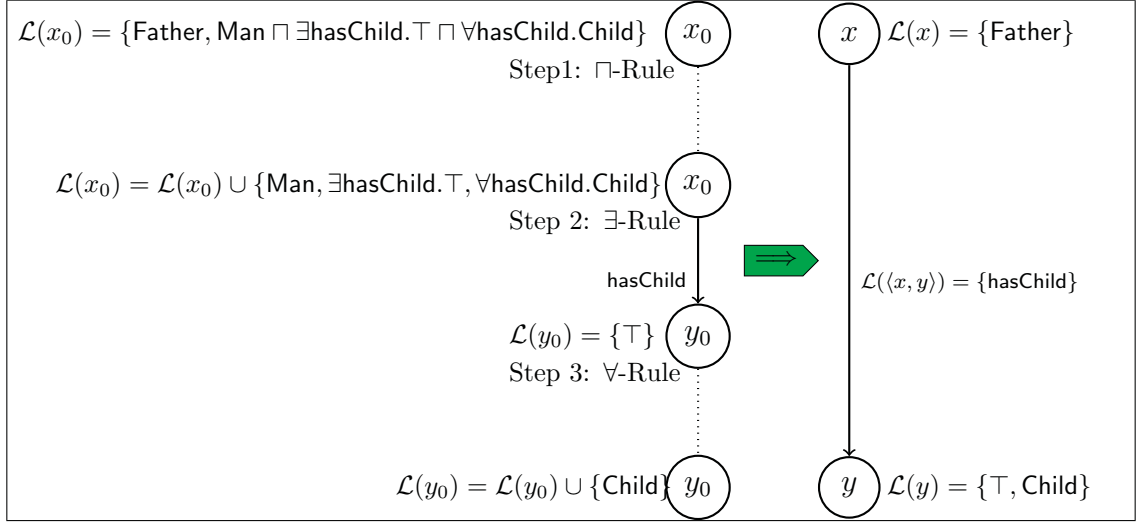 ℒ(x₀) = {Father, Man ⊓ ∃hasChild.⊤ ⊓ ∀hasChild.Child} x₀ x ℒ(x) = {Father}
Step1: ⊓-Rule
ℒ(x₀) = ℒ(x₀) ∪ {Man, ∃hasChild.⊤, ∀hasChild.Child} x₀
Step 2: ∃-Rule
⟹
hasChild ℒ(⟨x, y⟩) = {hasChild}
ℒ(y₀) = {⊤} y₀
Step 3: ∀-Rule
ℒ(y₀) = ℒ(y₀) ∪ {Child} y₀ y ℒ(y) = {⊤, Child}